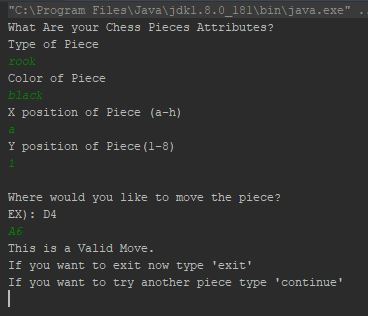 "C:\Program Files\Java\jdk1.8.0_181\bin\java.exe" ..
What Are your Chess Pieces Attributes?
Type of Piece
rook
Color of Piece
black
X position of Piece (a-h)
a
Y position of Piece(1-8)
1
Where would you like to move the piece?
EX): D4
A6
This is a Valid Move.
If you want to exit now type 'exit'
If you want to try another piece type 'continue'